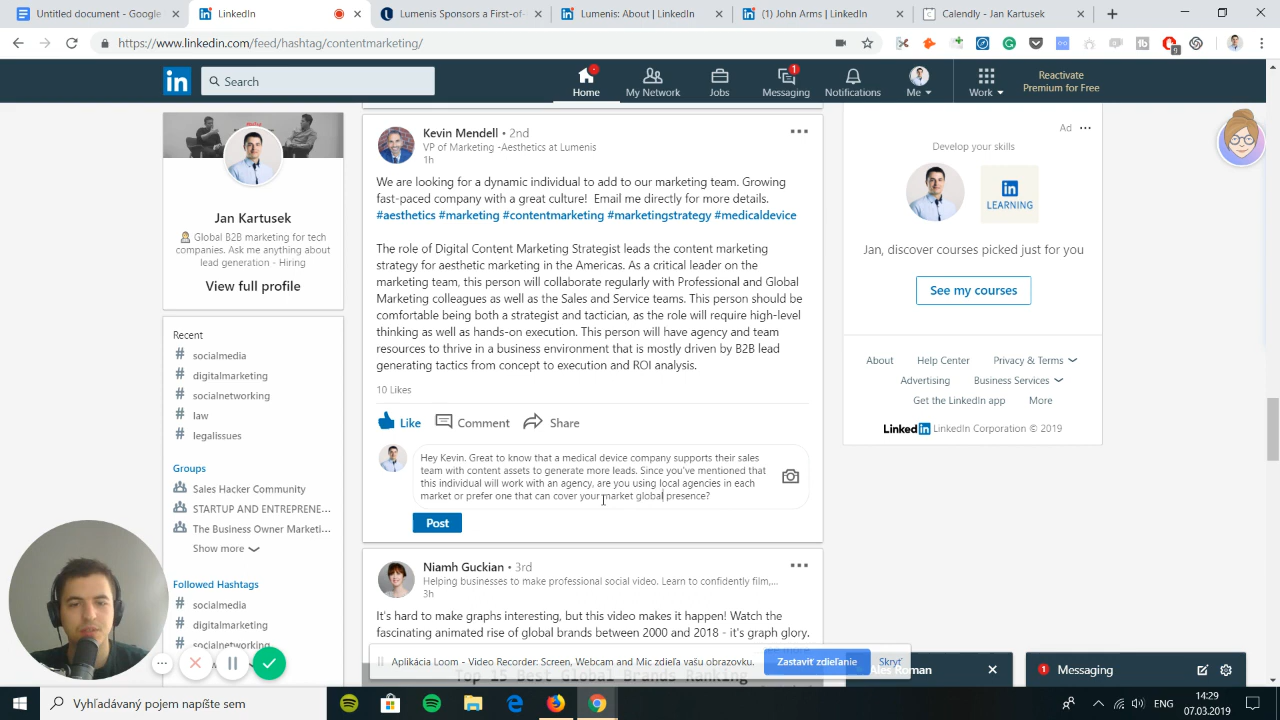 Untitled document - Google
LinkedIn
Lumenis Sponsors a First-of-
Lumenis: About | LinkedIn
(1) John Arms | LinkedIn
Calendly - Jan Kartusek
https://www.linkedin.com/feed/hashtag/contentmarketing/
9
in
Search
Home
My Network
Jobs
1
Messaging
Notifications
Me
Work
Reactivate
Premium for Free
Jan Kartusek
Global B2B marketing for tech
companies. Ask me anything about
lead generation - Hiring
View full profile
Recent
# socialmedia
# digitalmarketing
# socialnetworking
# law
# legalissues
Groups
Sales Hacker Community
STARTUP AND ENTREPRENE...
The Business Owner Marketi...
Show more
Followed Hashtags
# socialmedia
# digitalmarketing
socialnetworking
Kevin Mendell • 2nd
VP of Marketing -Aesthetics at Lumenis
1h
We are looking for a dynamic individual to add to our marketing team. Growing
fast-paced company with a great culture! Email me directly for more details.
#aesthetics #marketing #contentmarketing #marketingstrategy #medicaldevice
The role of Digital Content Marketing Strategist leads the content marketing
strategy for aesthetic marketing in the Americas. As a critical leader on the
marketing team, this person will collaborate regularly with Professional and Global
Marketing colleagues as well as the Sales and Service teams. This person should be
comfortable being both a strategist and tactician, as the role will require high-level
thinking as well as hands-on execution. This person will have agency and team
resources to thrive in a business environment that is mostly driven by B2B lead
generating tactics from concept to execution and ROI analysis.
10 Likes
Like
Comment
Share
Hey Kevin. Great to know that a medical device company supports their sales
team with content assets to generate more leads. Since you've mentioned that
this individual will work with an agency, are you using local agencies in each
market or prefer one that can cover your market global presence?
Post
Niamh Guckian • 3rd
Helping businesses to make professional social video. Learn to confidently film,...
3h
It's hard to make graphs interesting, but this video makes it happen! Watch the
fascinating animated rise of global brands between 2000 and 2018 - it's graph glory.
Top 15 Best Global Brands Ranking
Aplikácia Loom - Video Recorder: Screen, Webcam and Mic zdieľa vašu obrazovku.
Zastaviť zdieľanie
Skryť
Ad
Develop your skills
in
LEARNING
Jan, discover courses picked just for you
See my courses
About
Help Center
Privacy & Terms
Advertising
Business Services
Get the LinkedIn app
More
Linked in LinkedIn Corporation © 2019
Roman
1 Messaging
Vyhľadávaný pojem napíšte sem
ENG
14:29
07.03.2019